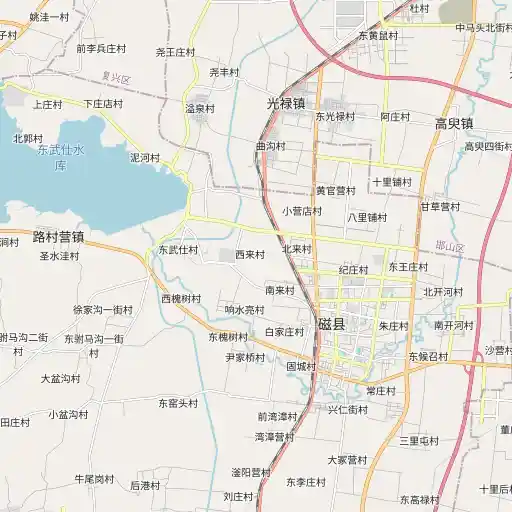 杜村
姚洼一村
中马头北街村
东黄鼠村
子村
前李兵庄村
尧王庄村
复兴区
尧丰村
上庄村
下庄店村
溢泉村
光禄镇
东光禄村
阿庄村
高臾镇
北郭村
东武仕水
库
泥河村
曲沟村
高臾四街村
十里铺村
黄官营村
甘草营村
小营店村
八里铺村
路村营镇
邯山区
涧村
圣水洼村
东武仕村
西来村
北来村
纪庄村
东王庄村
南来村
北开河村
西槐树村
徐家沟一街村
响水亮村
磁县
朱庄村
南开河村
驸马沟二街
村
东驸马沟一街
村
东槐树村
白家庄村
尹家桥村
东候召村
沙营村
固城村
大盆沟村
常庄村
东窑头村
兴仁街村
小盆沟村
田庄村
前湾漳村
湾漳营村
三里屯村
董
大冢营村
滏阳营村
牛尾岗村
后港村
东李庄村
刘庄村
东高禄村
十里后村